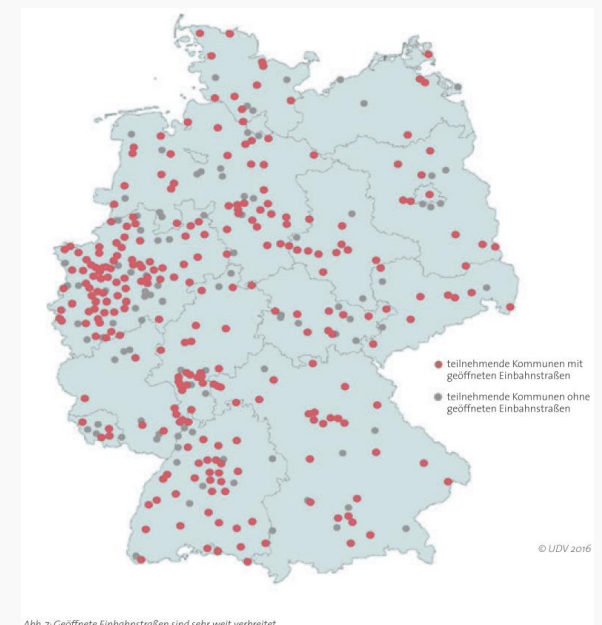 teilnehmende Kommunen mit
geöffneten Einbahnstraßen
teilnehmende Kommunen ohne
geöffneten Einbahnstraßen
© UDV 2016
Abb. 7: Geöffnete Einbahnstraßen sind sehr weit verbreitet